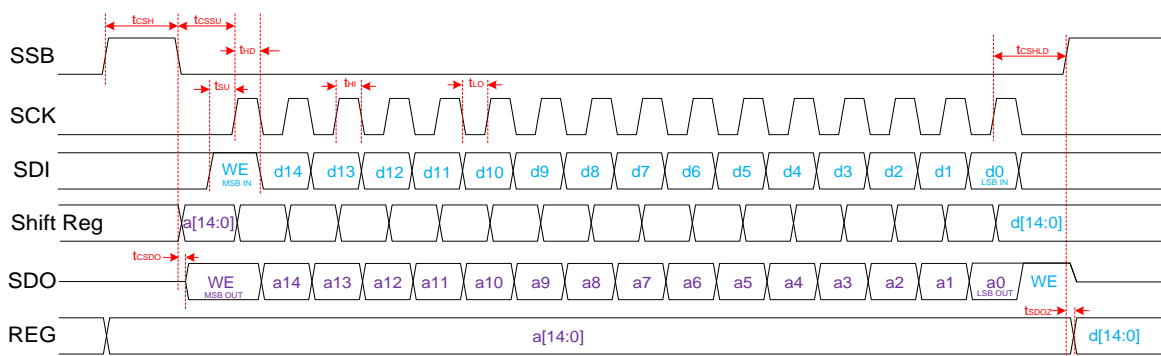 tCSH tCSSU
SSB
tHD
tCSHLD
tSU
tHI
tLO
SCK
SDI
WE d14 d13 d12 d11 d10 d9 d8 d7 d6 d5 d4 d3 d2 d1 d0
MSB IN LSB IN
Shift Reg
a[14:0] d[14:0]
tCSDO
SDO
WE a14 a13 a12 a11 a10 a9 a8 a7 a6 a5 a4 a3 a2 a1 a0 WE
MSB OUT LSB OUT
tSDOZ
REG
a[14:0] d[14:0]